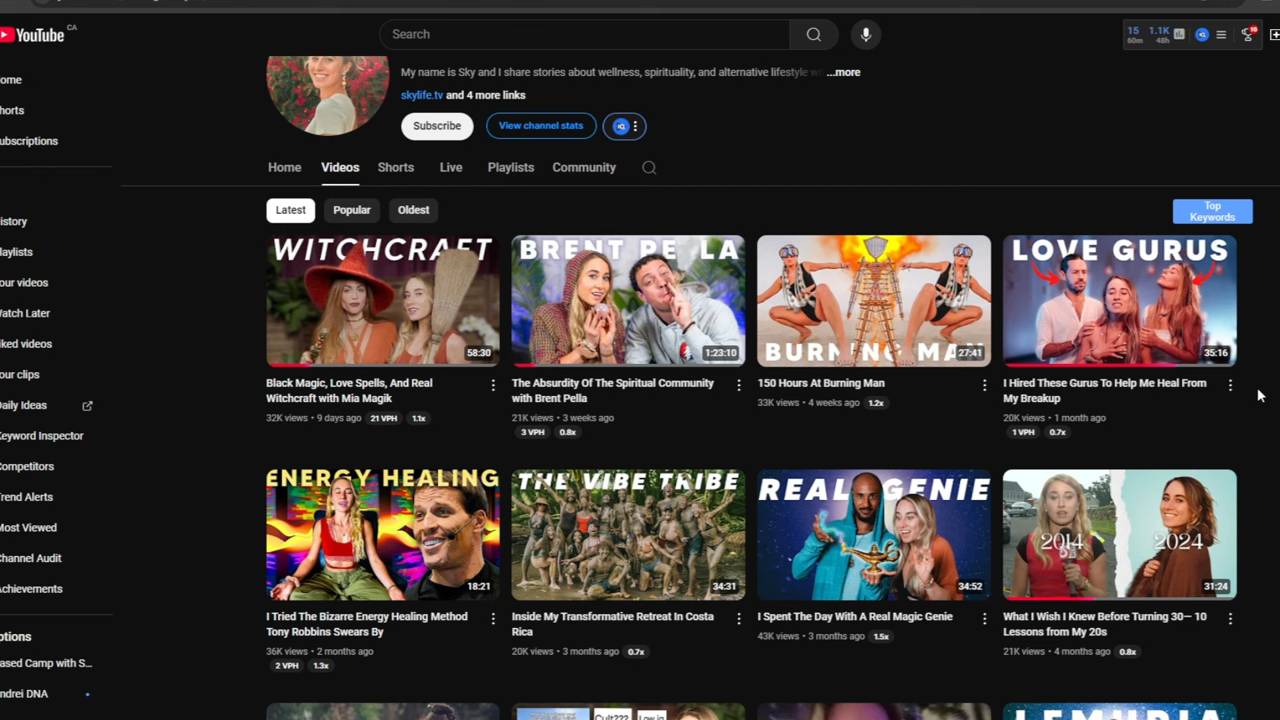 YouTube CA
Search
15 60m 1.1K 48h
10
My name is Sky and I share stories about wellness, spirituality, and alternative lifestyle ...more
skylife.tv and 4 more links
Subscribe
View channel stats
ome
horts
ubscriptions
istory
laylists
our videos
atch Later
iked videos
our clips
aily Ideas
eyword Inspector
ompetitors
rend Alerts
ost Viewed
hannel Audit
chievements
ptions
ased Camp with S...
ndrei DNA
Home Videos Shorts Live Playlists Community
Latest Popular Oldest
Top
Keywords
WITCHCRAFT
58:30
Black Magic, Love Spells, And Real
Witchcraft with Mia Magik
32K views • 9 days ago 21 VPH 1.1x
BRENT PE LA
1:23:10
The Absurdity Of The Spiritual Community
with Brent Pella
21K views • 3 weeks ago
3 VPH 0.8x
BURNING MAN
27:41
150 Hours At Burning Man
33K views • 4 weeks ago 1.2x
LOVE GURUS
35:16
I Hired These Gurus To Help Me Heal From
My Breakup
20K views • 1 month ago
1 VPH 0.7x
ENERGY HEALING
18:21
I Tried The Bizarre Energy Healing Method
Tony Robbins Swears By
36K views • 2 months ago
2 VPH 1.3x
THE VIBE TRIBE
34:31
Inside My Transformative Retreat In Costa
Rica
20K views • 3 months ago 0.7x
REAL GENIE
34:52
I Spent The Day With A Real Magic Genie
43K views • 3 months ago 1.5x
2014 2024
31:24
What I Wish I Knew Before Turning 30— 10
Lessons from My 20s
21K views • 4 months ago 0.8x
Cult???
LEMURIA